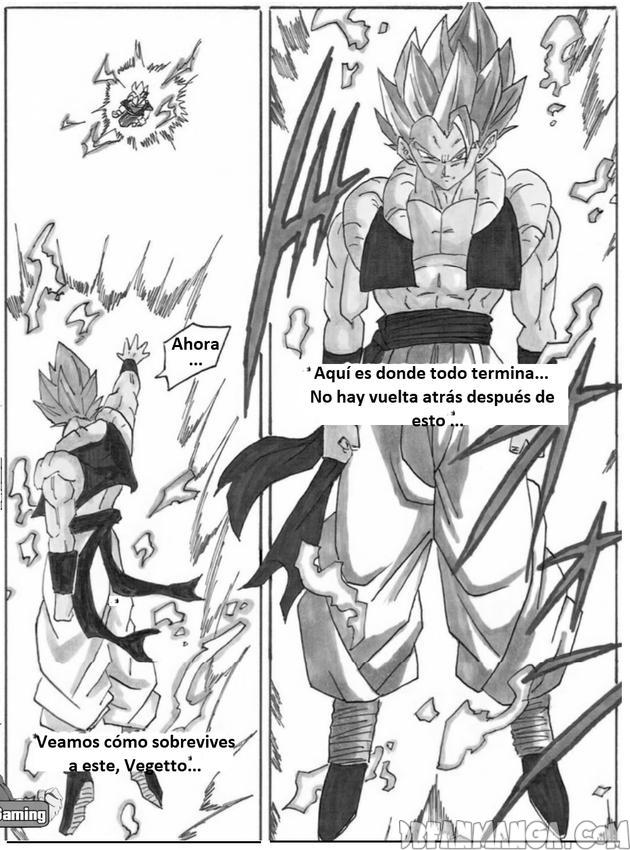 Ahora
...
*Veamos cómo sobrevives
a este, Vegetto*...
*Aquí es donde todo termina...
No hay vuelta atrás después de
esto*...
Gaming
DBFANMANGA.COM